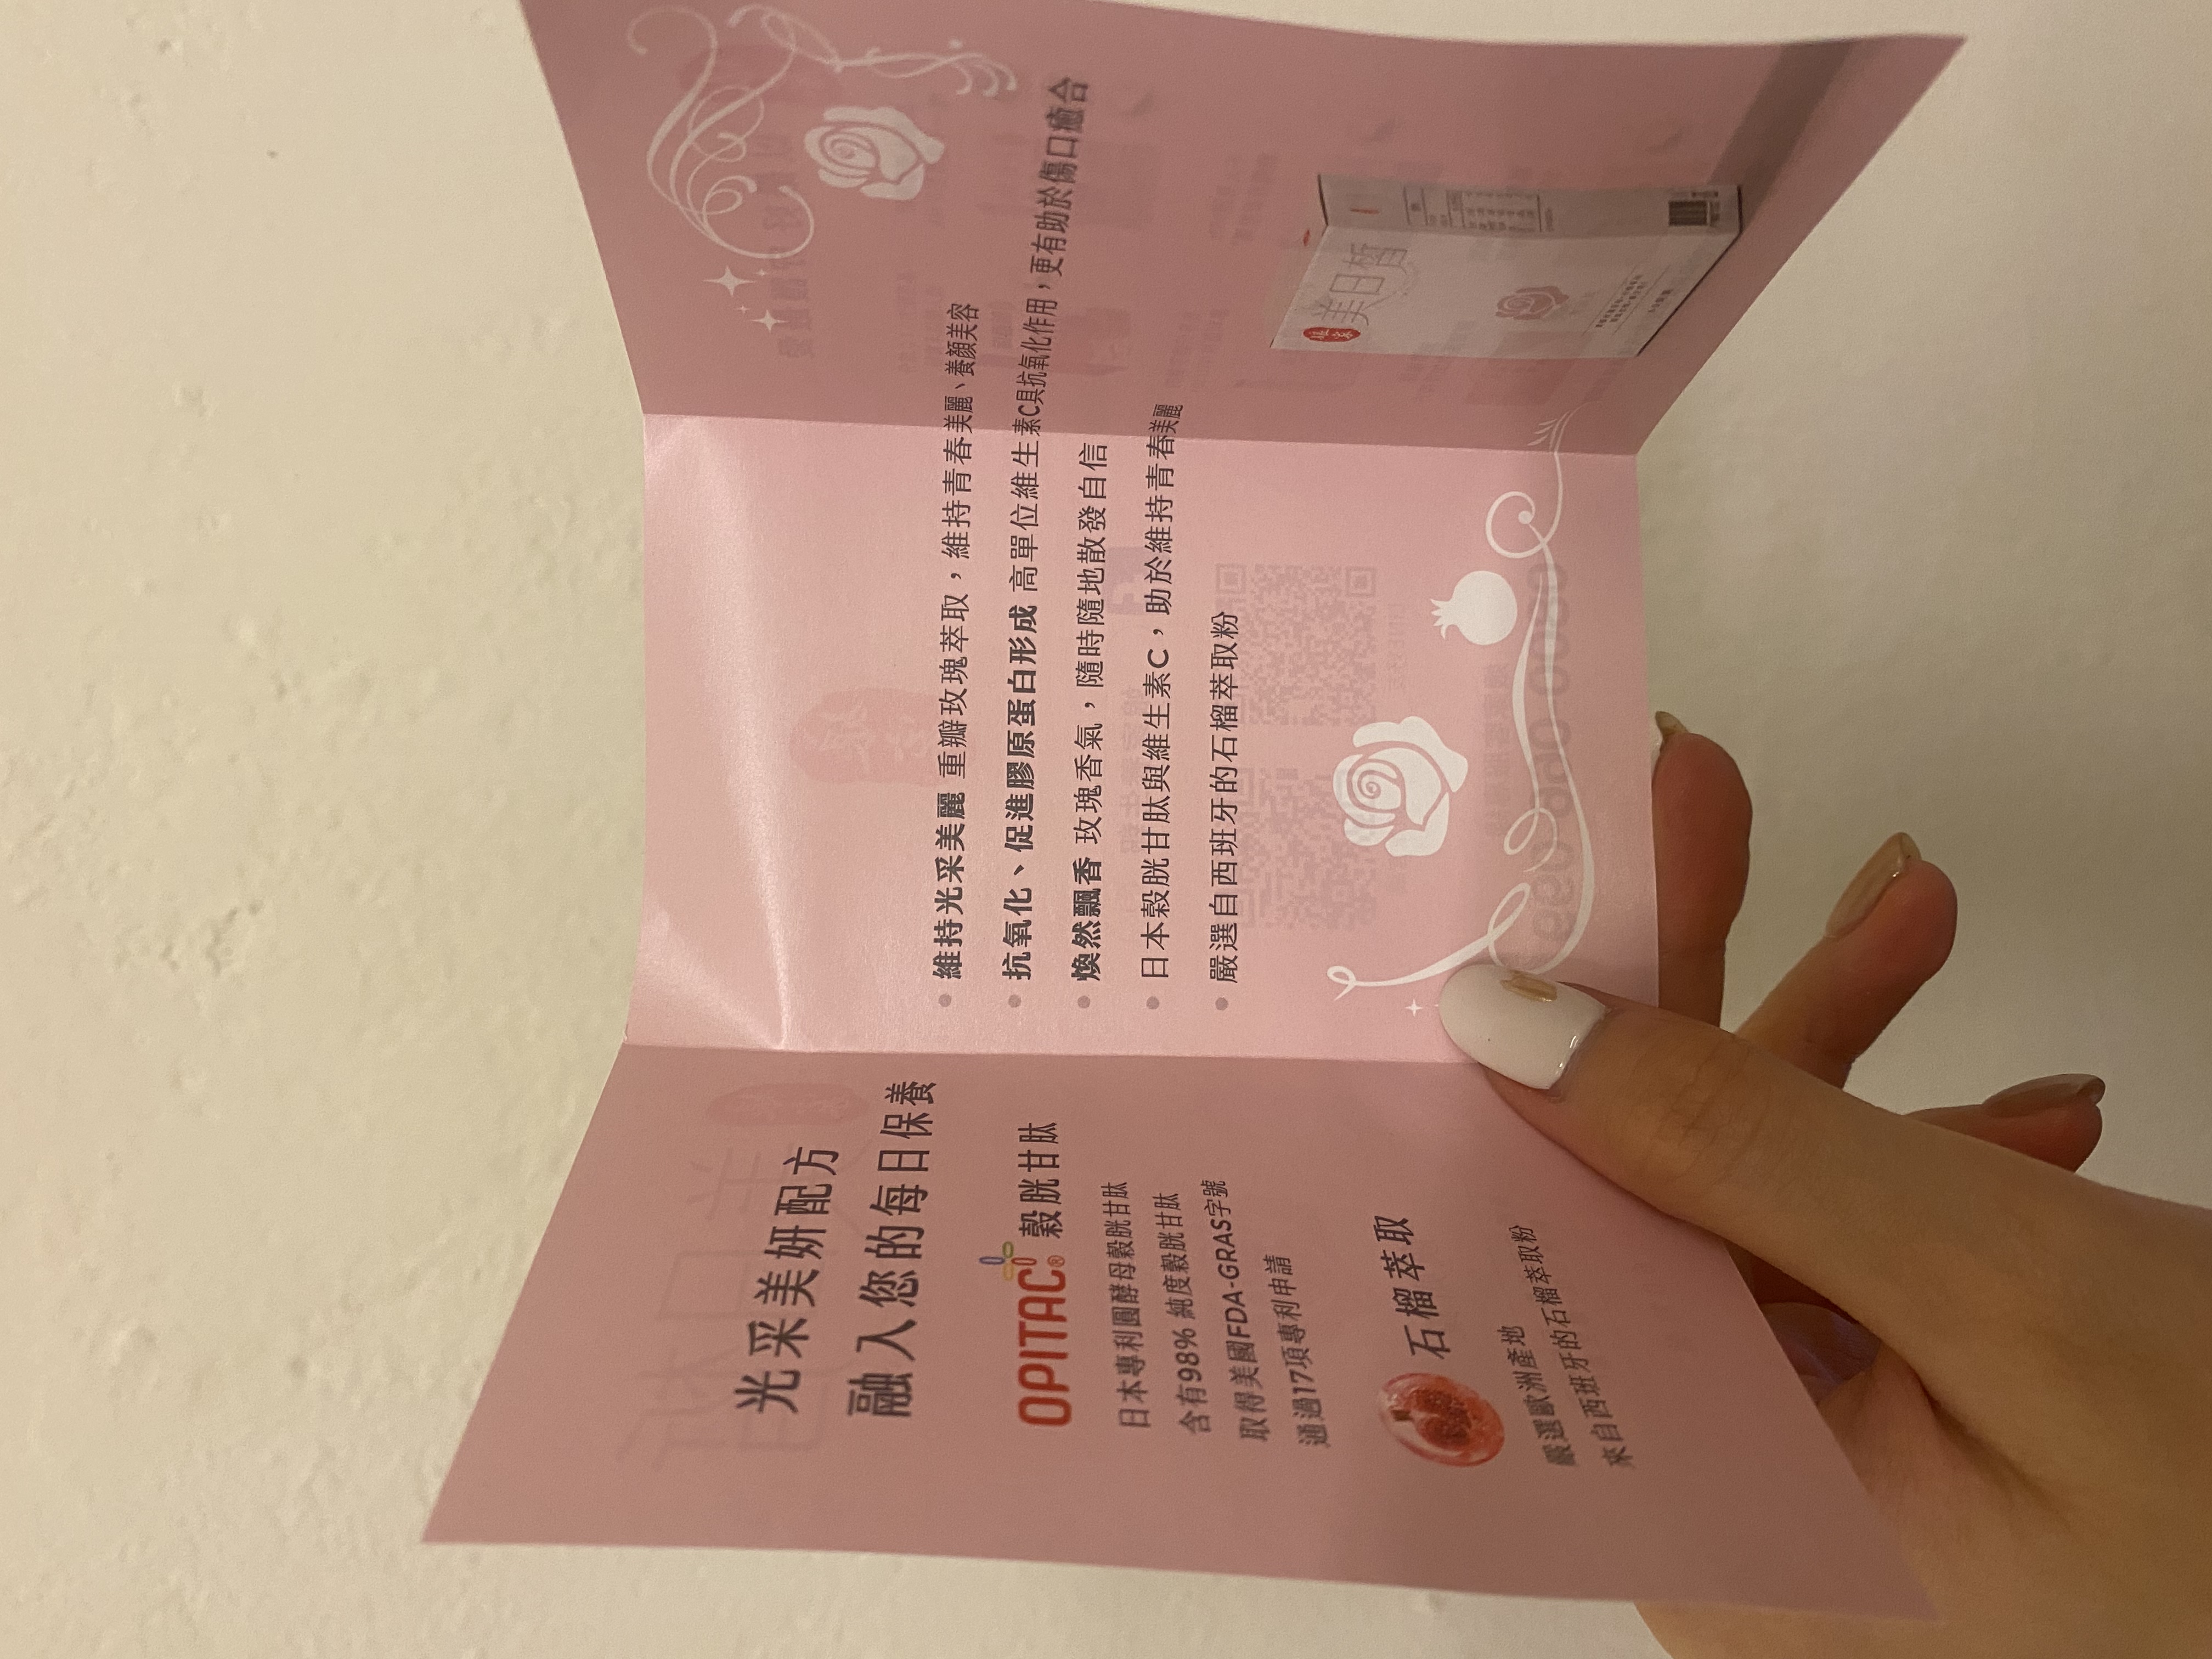 光采美妍配方
融入您的每日保養
OPITAC® 穀胱甘肽
日本專利圓酵母穀胱甘肽
含有98% 純度穀胱甘肽
取得美國FDA-GRAS字號
通過17項專利申請
石榴萃取
嚴選歐洲產地
來自西班牙的石榴萃取粉
• 維持光采美麗 重瓣玫瑰萃取，維持青春美麗、養顏美容
• 抗氧化、促進膠原蛋白形成 高單位維生素C具抗氧化作用，更有助於傷口癒合
• 煥然飄香 玫瑰香氣，隨時隨地散發自信
• 日本穀胱甘肽與維生素C，助於維持青春美麗
• 嚴選自西班牙的石榴萃取粉
美日皙